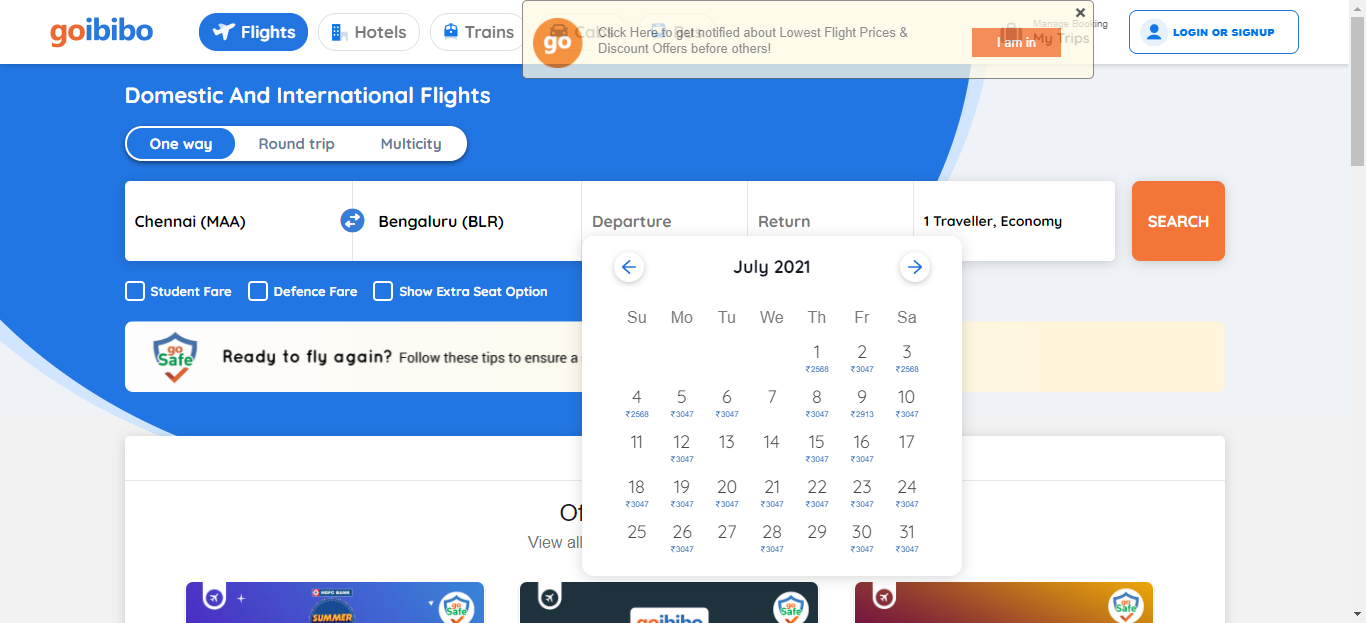 goibibo
Flights
Hotels
Trains
Click Here to get notified about Lowest Flight Prices &
Discount Offers before others!
go
I am in
Manage Booking
My Trips
LOGIN OR SIGNUP
Domestic And International Flights
One way Round trip Multicity
Chennai (MAA) Bengaluru (BLR) Departure Return 1 Traveller, Economy SEARCH
Student Fare Defence Fare Show Extra Seat Option
go
Safe
Ready to fly again? Follow these tips to ensure a
July 2021
Su Mo Tu We Th Fr Sa
1 2 3
₹2568 ₹3047 ₹2568
4 5 6 7 8 9 10
₹2568 ₹3047 ₹3047 ₹3047 ₹2913 ₹3047
11 12 13 14 15 16 17
₹3047 ₹3047 ₹3047
18 19 20 21 22 23 24
₹3047 ₹3047 ₹3047 ₹3047 ₹3047 ₹3047 ₹3047
25 26 27 28 29 30 31
₹3047 ₹3047 ₹3047 ₹3047
View all
HDFC BANK
SUMMER
go
Safe
goibibo
go
Safe
go
Safe